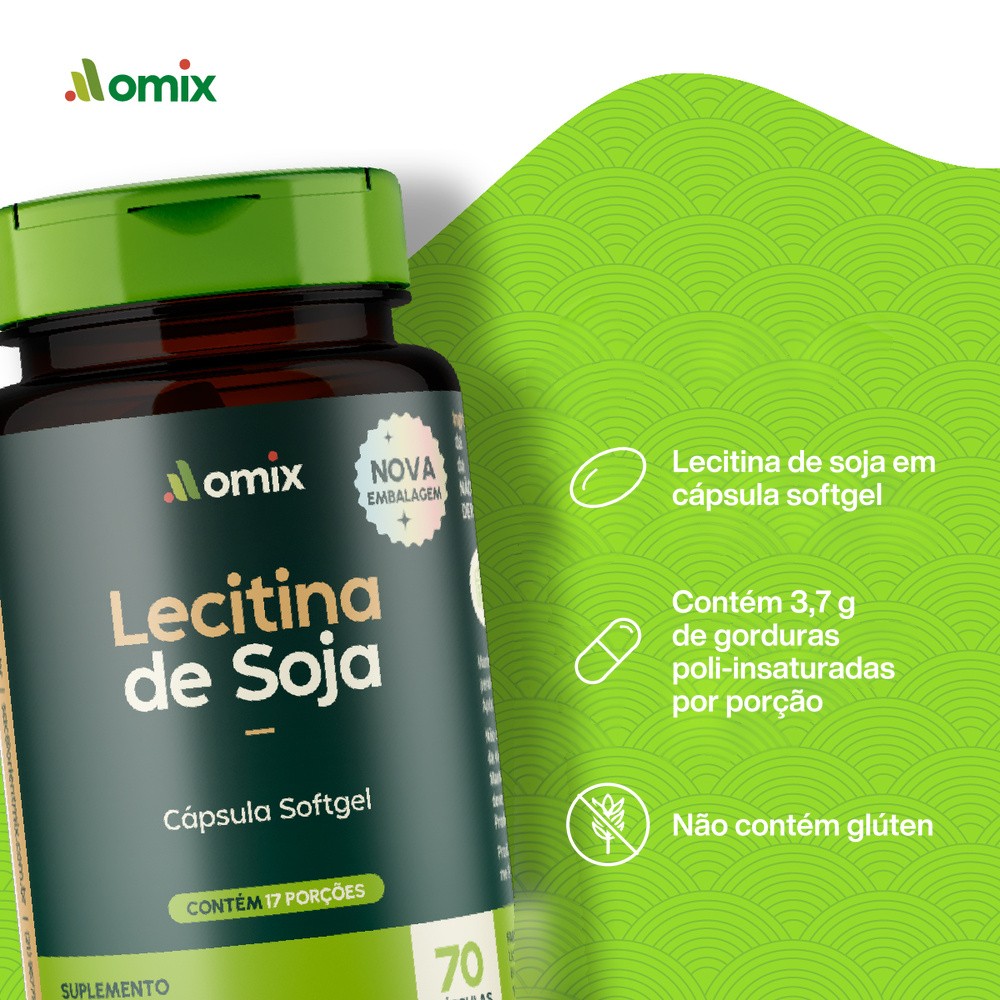 omix
omix
NOVA
EMBALAGEM
Lecitina
de Soja
Cápsula Softgel
CONTÉM 17 PORÇÕES
SUPLEMENTO
70
Lecitina de soja em
cápsula softgel
Contém 3,7 g
de gorduras
poli-insaturadas
por porção
Não contém glúten